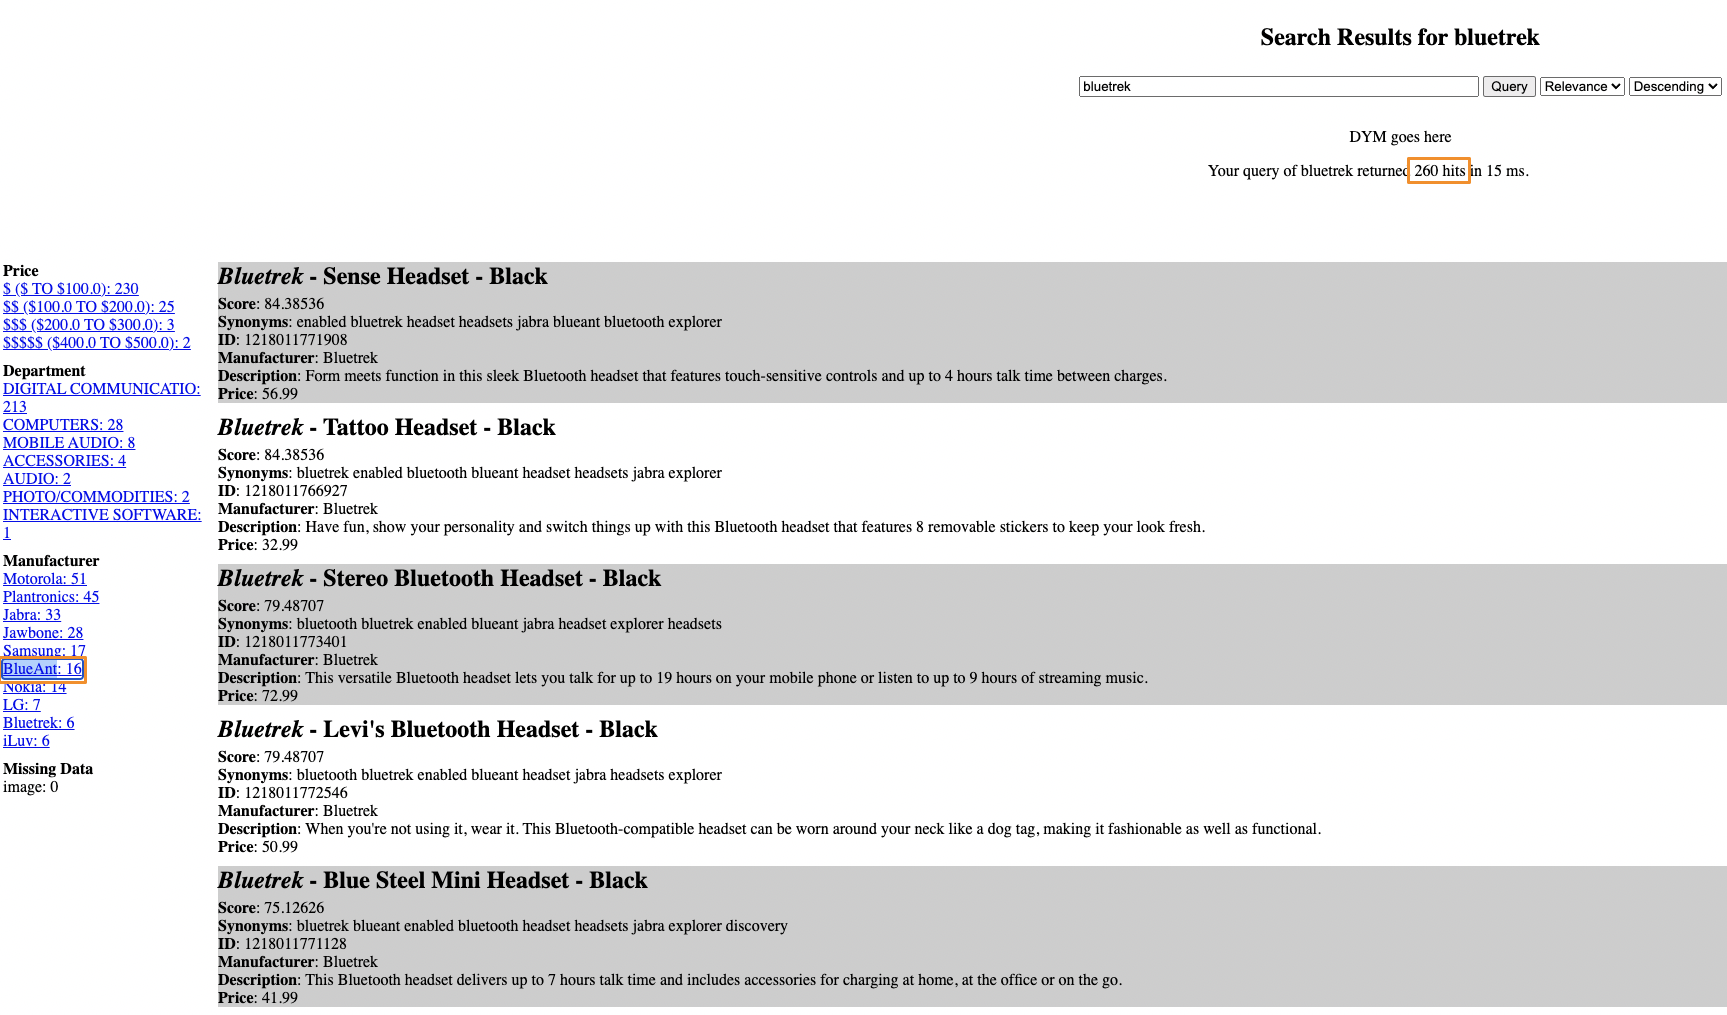 Search Results for bluetrek
bluetrek Query Relevance Descending
DYM goes here
Your query of bluetrek returned 260 hits in 15 ms.
Price
$ ($ TO $100.0): 230
$$ ($100.0 TO $200.0): 25
$$$ ($200.0 TO $300.0): 3
$$$$$ ($400.0 TO $500.0): 2
Department
DIGITAL COMMUNICATIO:
213
COMPUTERS: 28
MOBILE AUDIO: 8
ACCESSORIES: 4
AUDIO: 2
PHOTO/COMMODITIES: 2
INTERACTIVE SOFTWARE:
1
Manufacturer
Motorola: 51
Plantronics: 45
Jabra: 33
Jawbone: 28
Samsung: 17
BlueAnt: 16
Nokia: 14
LG: 7
Bluetrek: 6
iLuv: 6
Missing Data
image: 0
Bluetrek - Sense Headset - Black
Score: 84.38536
Synonyms: enabled bluetrek headset headsets jabra blueant bluetooth explorer
ID: 1218011771908
Manufacturer: Bluetrek
Description: Form meets function in this sleek Bluetooth headset that features touch-sensitive controls and up to 4 hours talk time between charges.
Price: 56.99
Bluetrek - Tattoo Headset - Black
Score: 84.38536
Synonyms: bluetrek enabled bluetooth blueant headset headsets jabra explorer
ID: 1218011766927
Manufacturer: Bluetrek
Description: Have fun, show your personality and switch things up with this Bluetooth headset that features 8 removable stickers to keep your look fresh.
Price: 32.99
Bluetrek - Stereo Bluetooth Headset - Black
Score: 79.48707
Synonyms: bluetooth bluetrek enabled blueant jabra headset explorer headsets
ID: 1218011773401
Manufacturer: Bluetrek
Description: This versatile Bluetooth headset lets you talk for up to 19 hours on your mobile phone or listen to up to 9 hours of streaming music.
Price: 72.99
Bluetrek - Levi's Bluetooth Headset - Black
Score: 79.48707
Synonyms: bluetooth bluetrek enabled blueant headset jabra headsets explorer
ID: 1218011772546
Manufacturer: Bluetrek
Description: When you're not using it, wear it. This Bluetooth-compatible headset can be worn around your neck like a dog tag, making it fashionable as well as functional.
Price: 50.99
Bluetrek - Blue Steel Mini Headset - Black
Score: 75.12626
Synonyms: bluetrek blueant enabled bluetooth headset headsets jabra explorer discovery
ID: 1218011771128
Manufacturer: Bluetrek
Description: This Bluetooth headset delivers up to 7 hours talk time and includes accessories for charging at home, at the office or on the go.
Price: 41.99